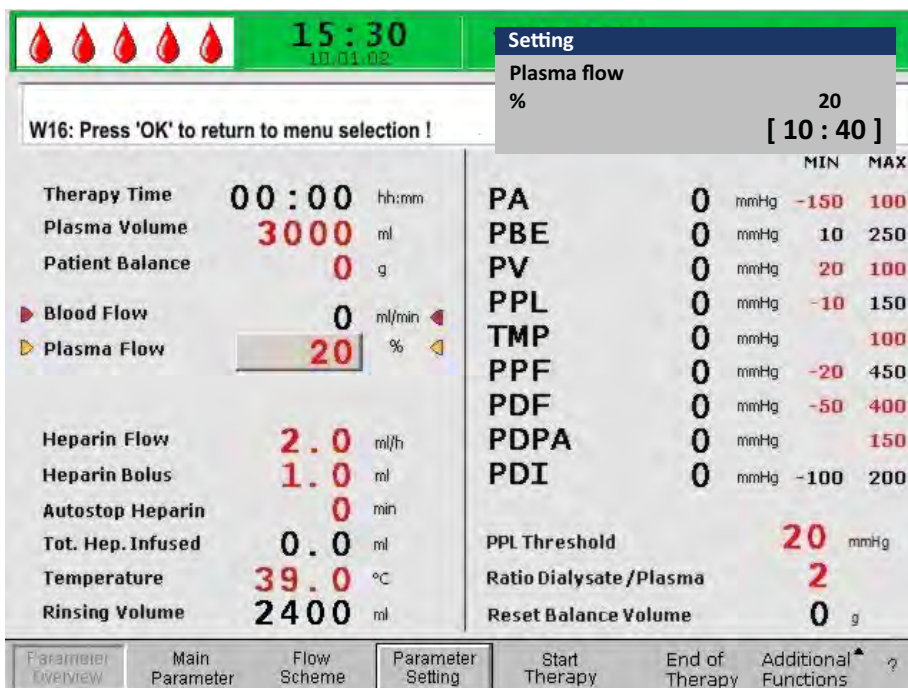 15:30
10.01.02
Setting
Plasma flow
% 20
[ 10 : 40 ]
W16: Press 'OK' to return to menu selection !
MIN MAX
Therapy Time 00:00 hh:mm
Plasma Volume 3000 ml
Patient Balance 0 g
Blood Flow 0 ml/min
Plasma Flow 20 %
Heparin Flow 2.0 ml/h
Heparin Bolus 1.0 ml
Autostop Heparin 0 min
Tot. Hep. Infused 0.0 ml
Temperature 39.0 °C
Rinsing Volume 2400 ml
PA 0 mmHg -150 100
PBE 0 mmHg 10 250
PV 0 mmHg 20 100
PPL 0 mmHg -10 150
TMP 0 mmHg 100
PPF 0 mmHg -20 450
PDF 0 mmHg -50 400
PDPA 0 mmHg 150
PDI 0 mmHg -100 200
PPL Threshold 20 mmHg
Ratio Dialysate/Plasma 2
Reset Balance Volume 0 g
Parameter Overview
Main Parameter
Flow Scheme
Parameter Setting
Start Therapy
End of Therapy
Additional Functions
?